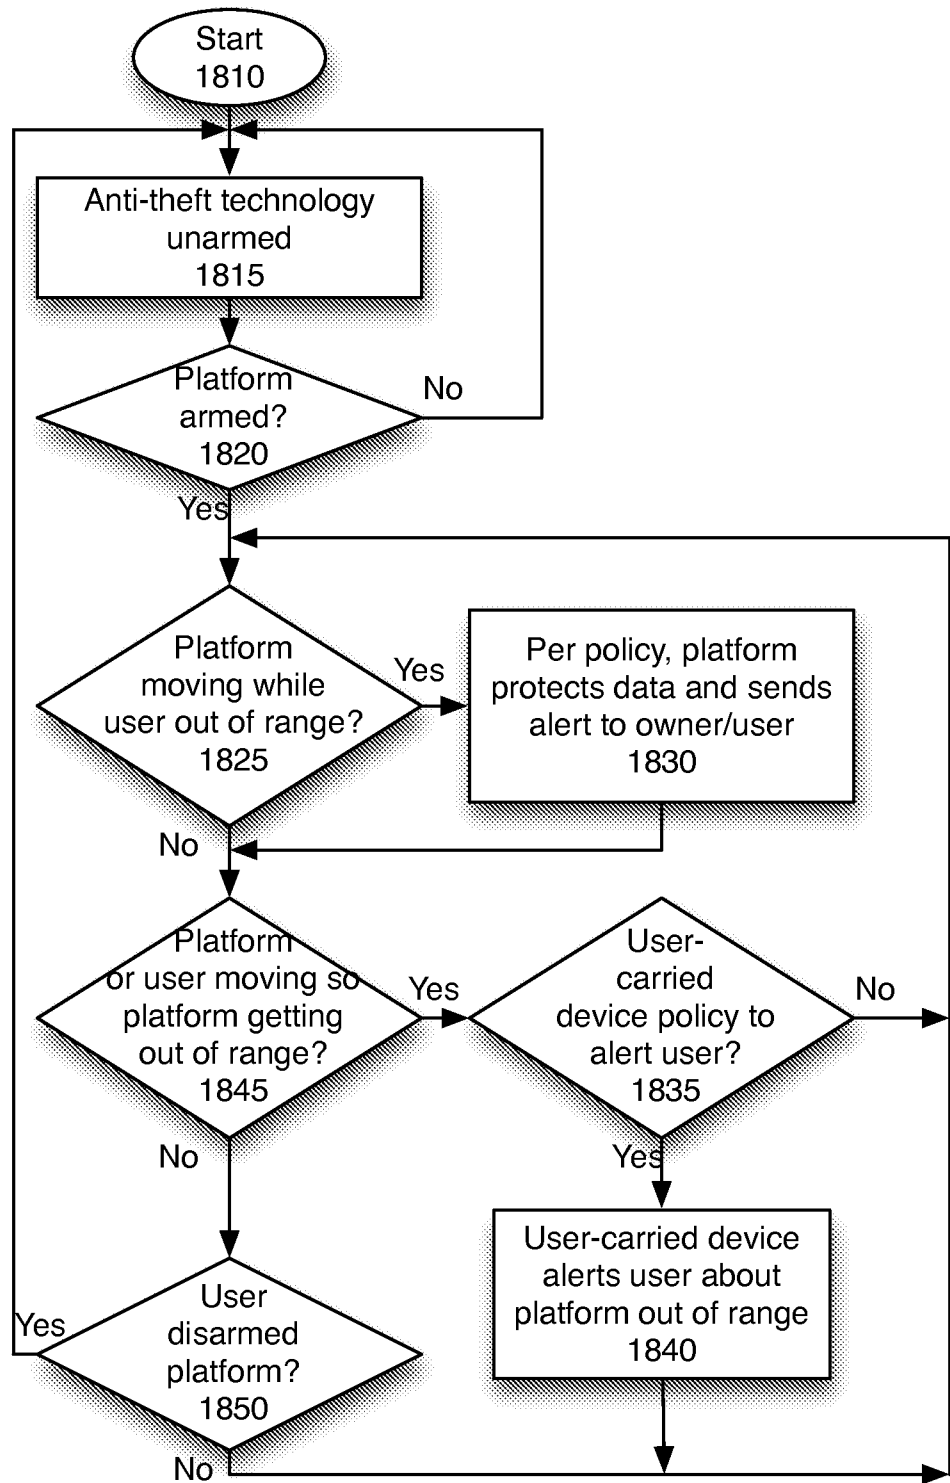 Start
1810
Anti-theft technology
unarmed
1815
Platform
armed?
1820
No
Yes
Platform
moving while
user out of range?
1825
Yes
Per policy, platform
protects data and sends
alert to owner/user
1830
No
Platform
or user moving so
platform getting
out of range?
1845
Yes
User-
carried
device policy to
alert user?
1835
No
No
Yes
User-carried device
alerts user about
platform out of range
1840
Yes
User
disarmed
platform?
1850
No